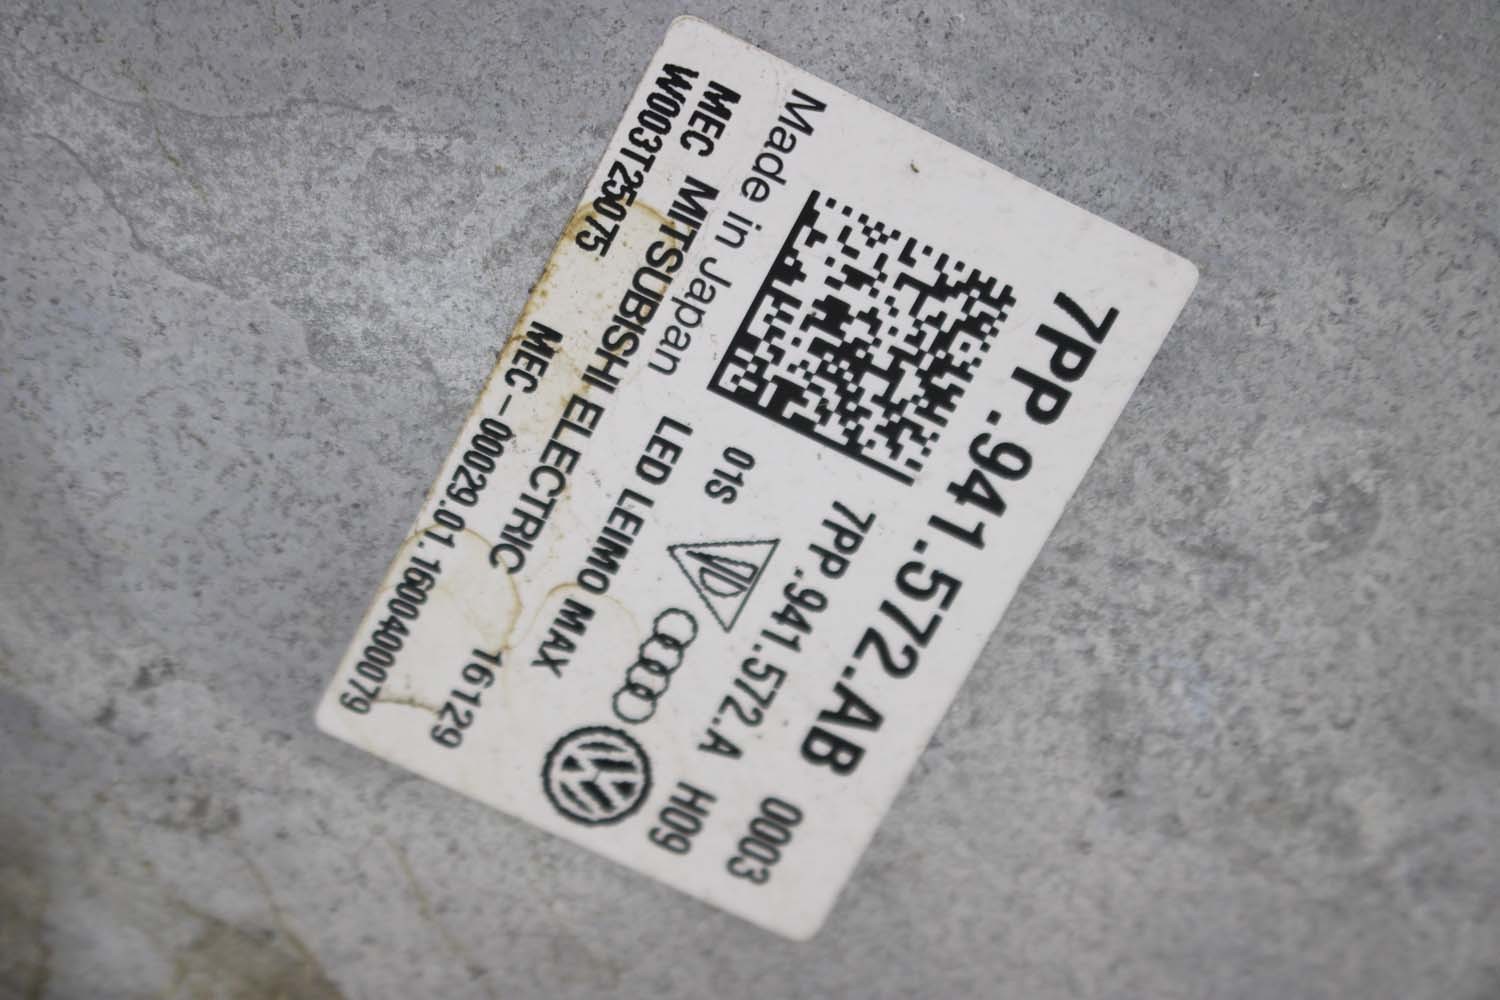 7PP.941.572.AB 0003
7PP.941.572.A H09
01S
LED LEIMO MAX
Made in Japan
MEC MITSUBISHI ELECTRIC 16129
W003T25075 MEC-00029.01.1600400079